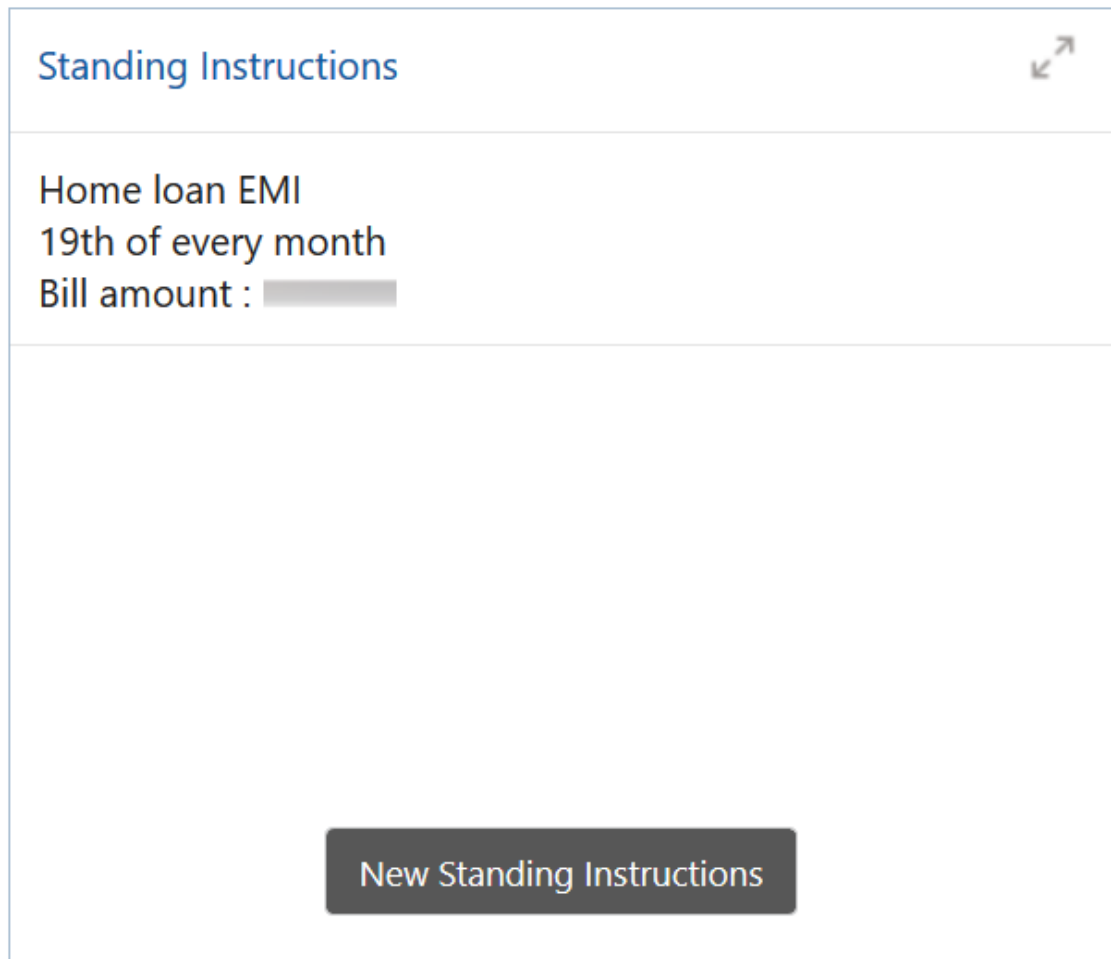 Standing Instructions
Home loan EMI
19th of every month
Bill amount :
New Standing Instructions